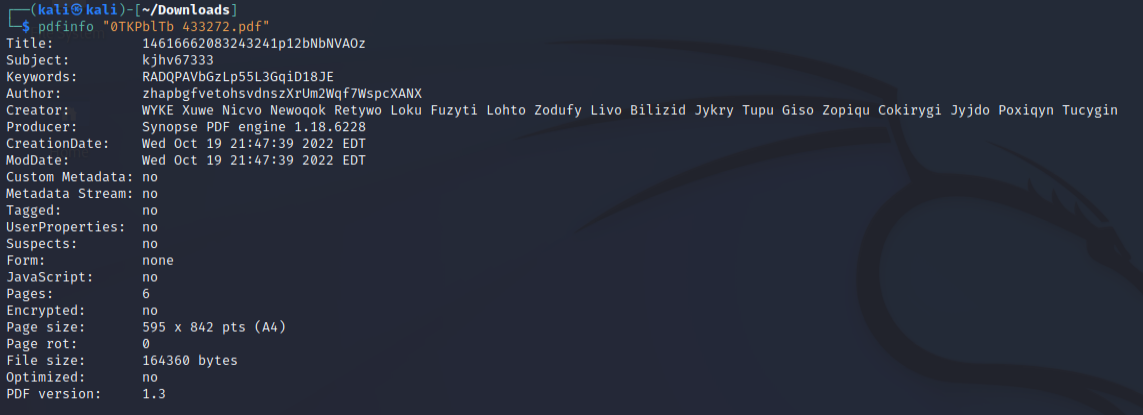 ┌──(kali㉿kali)-[~/Downloads]
└─$ pdfinfo "0TKPblTb 433272.pdf"
Title: 14616662083243241p12bNbNVAOz
Subject: kjhv67333
Keywords: RADQPAVbGzLp55L3GqiD18JE
Author: zhapbgfvetohsvdnszXrUm2Wqf7WspcXANX
Creator: WYKE Xuwe Nicvo Newoqok Retywo Loku Fuzyti Lohto Zodufy Livo Bilizid Jykry Tupu Giso Zopiqu Cokirygi Jyjdo Poxiqyn Tucygin
Producer: Synopse PDF engine 1.18.6228
CreationDate: Wed Oct 19 21:47:39 2022 EDT
ModDate: Wed Oct 19 21:47:39 2022 EDT
Custom Metadata: no
Metadata Stream: no
Tagged: no
UserProperties: no
Suspects: no
Form: none
JavaScript: no
Pages: 6
Encrypted: no
Page size: 595 x 842 pts (A4)
Page rot: 0
File size: 164360 bytes
Optimized: no
PDF version: 1.3